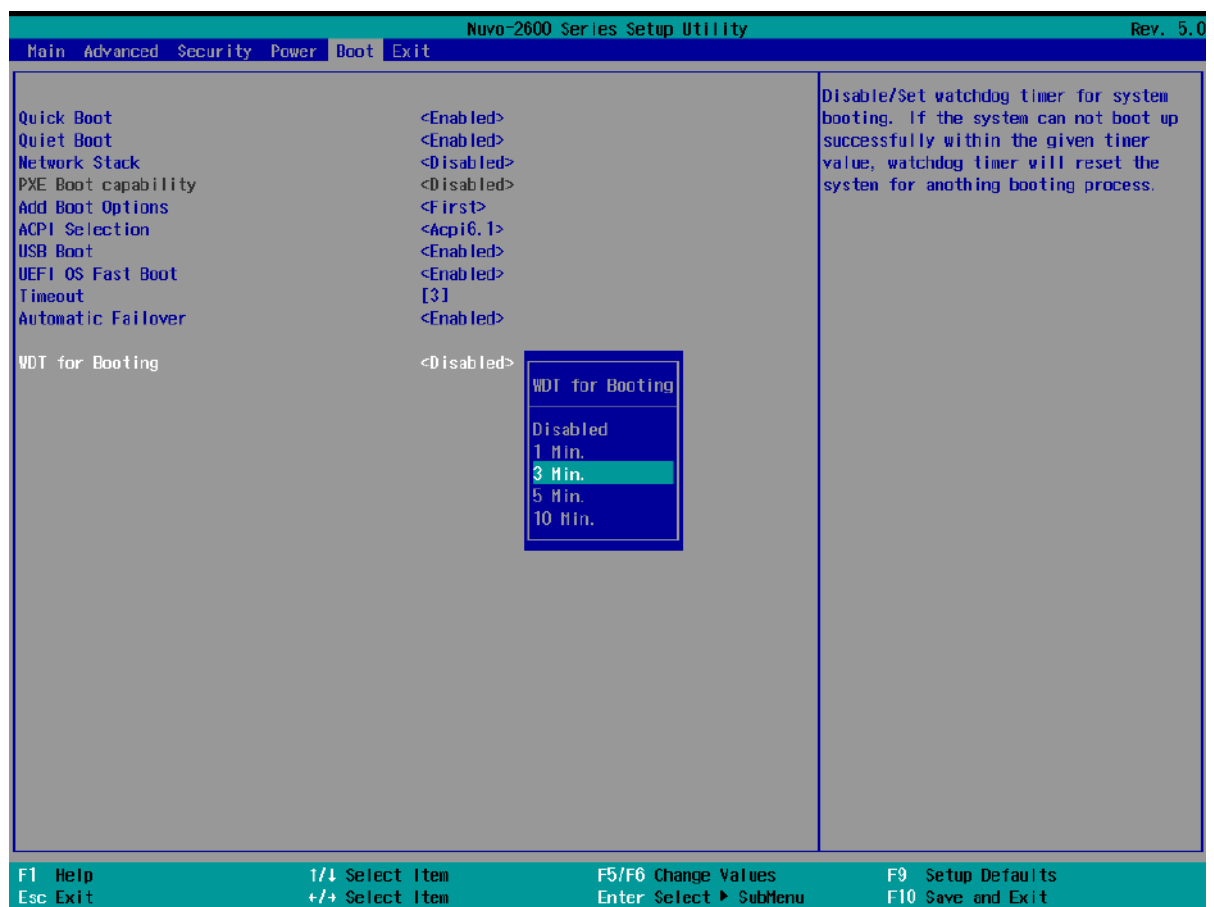 Nuvo-2600 Series Setup Utility Rev. 5.0
Main Advanced Security Power Boot Exit
Quick Boot <Enabled>
Quiet Boot <Enabled>
Network Stack <Disabled>
PXE Boot capability <Disabled>
Add Boot Options <First>
ACPI Selection <Acpi6.1>
USB Boot <Enabled>
UEFI OS Fast Boot <Enabled>
Timeout [3]
Automatic Failover <Enabled>
WDT for Booting <Disabled>
WDT for Booting
Disabled
1 Min.
3 Min.
5 Min.
10 Min.
Disable/Set watchdog timer for system
booting. If the system can not boot up
successfully within the given timer
value, watchdog timer will reset the
system for anothing booting process.
F1 Help ↑/↓ Select Item F5/F6 Change Values F9 Setup Defaults
Esc Exit ←/→ Select Item Enter Select ▶ SubMenu F10 Save and Exit